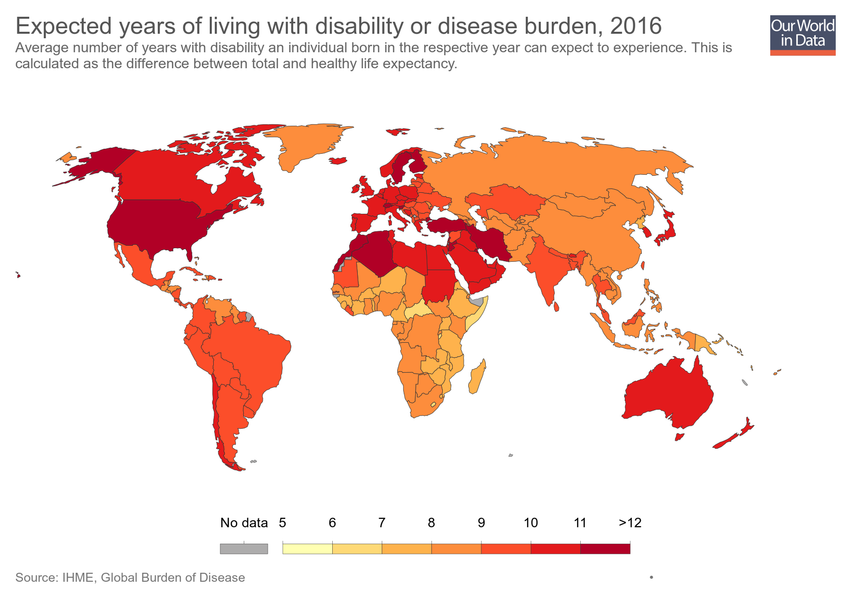 Expected years of living with disability or disease burden, 2016
Our World
in Data
Average number of years with disability an individual born in the respective year can expect to experience. This is
calculated as the difference between total and healthy life expectancy.
No data 5 6 7 8 9 10 11 >12
Source: IHME, Global Burden of Disease